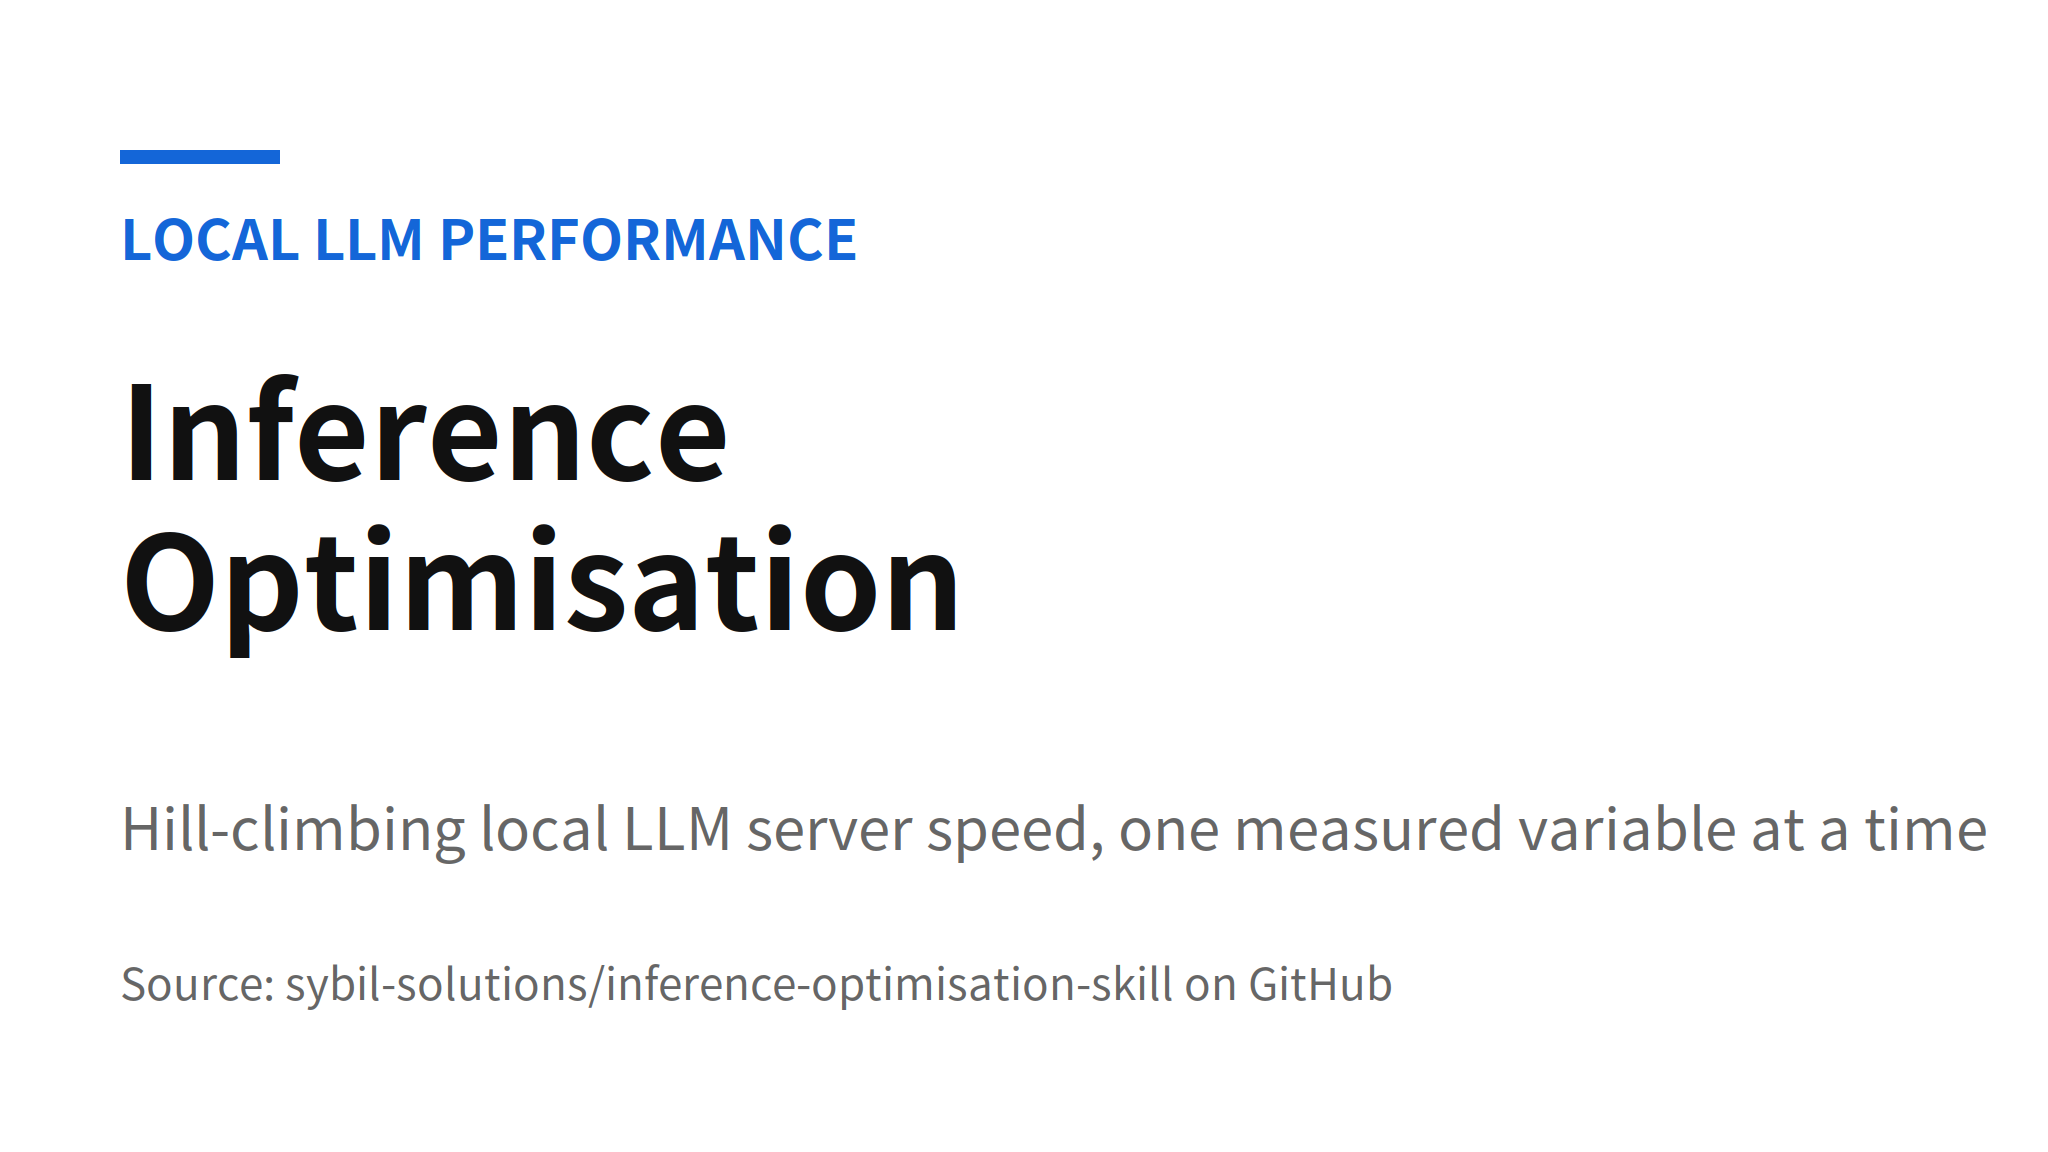 LOCAL LLM PERFORMANCE
Inference
Optimisation
Hill-climbing local LLM server speed, one measured variable at a time
Source: sybil-solutions/inference-optimisation-skill on GitHub